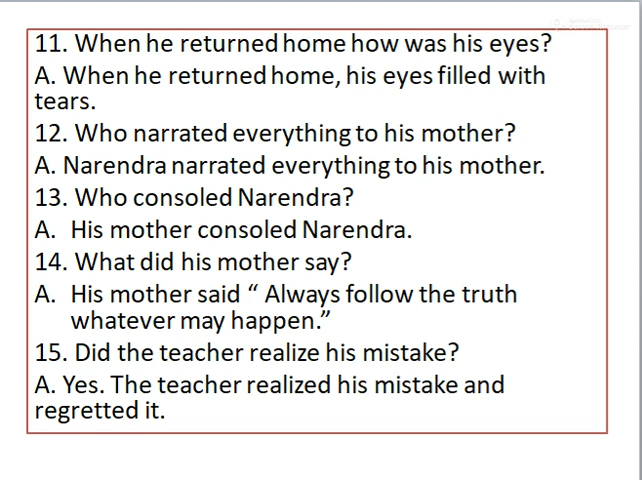 11. When he returned home how was his eyes?
A. When he returned home, his eyes filled with
tears.
12. Who narrated everything to his mother?
A. Narendra narrated everything to his mother.
13. Who consoled Narendra?
A. His mother consoled Narendra.
14. What did his mother say?
A. His mother said “ Always follow the truth
whatever may happen.”
15. Did the teacher realize his mistake?
A. Yes. The teacher realized his mistake and
regretted it.